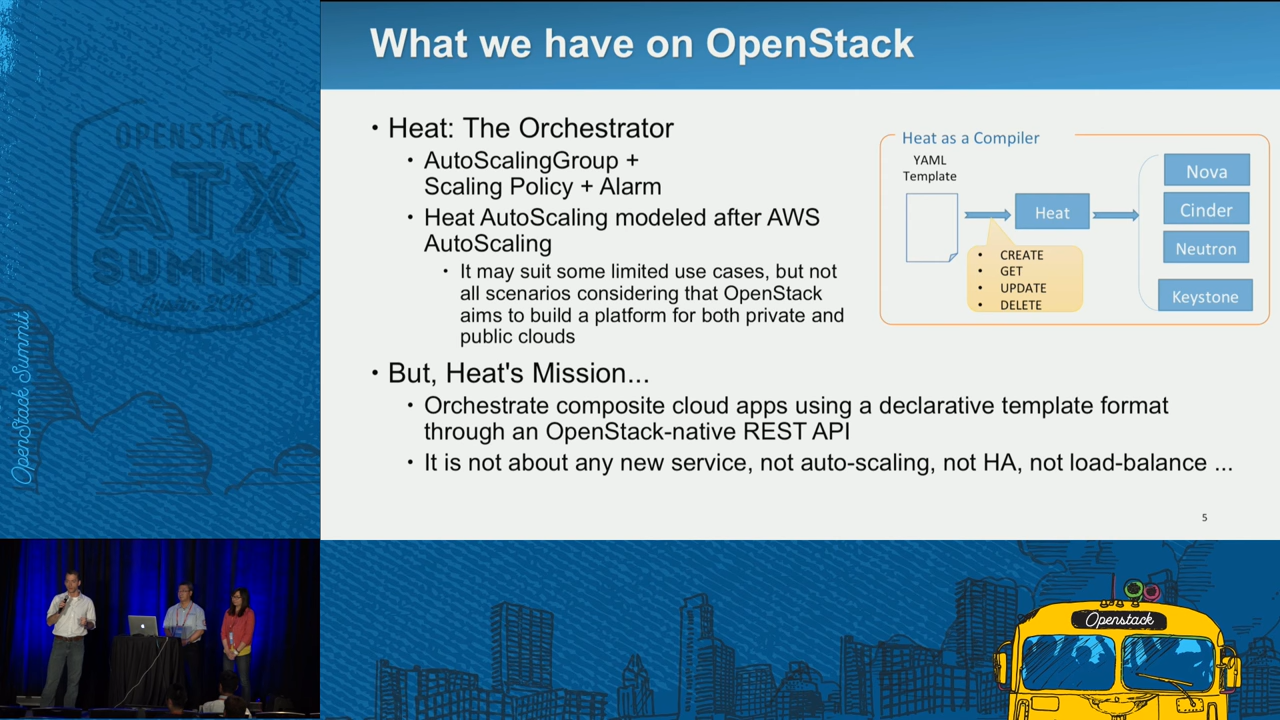 What we have on OpenStack
• Heat: The Orchestrator
• AutoScalingGroup +
Scaling Policy + Alarm
• Heat AutoScaling modeled after AWS
AutoScaling
• It may suit some limited use cases, but not
all scenarios considering that OpenStack
aims to build a platform for both private and
public clouds
• But, Heat's Mission...
• Orchestrate composite cloud apps using a declarative template format
through an OpenStack-native REST API
• It is not about any new service, not auto-scaling, not HA, not load-balance ...
Heat as a Compiler
YAML
Template
Heat
• CREATE
• GET
• UPDATE
• DELETE
Nova
Cinder
Neutron
Keystone
5
OPENSTACK
ATX
SUMMIT
OpenStack Summit
Openstack